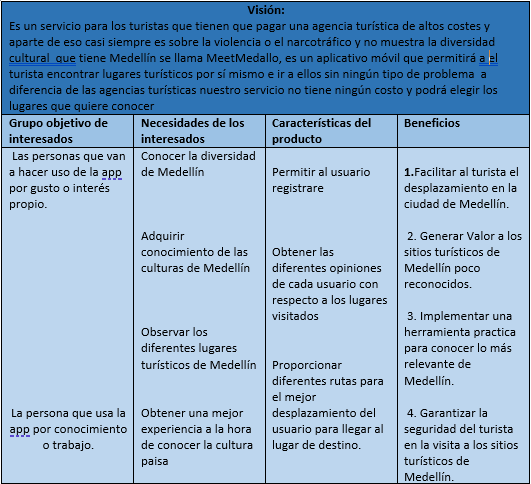 Visión:
Es un servicio para los turistas que tienen que pagar una agencia turística de altos costes y
aparte de eso casi siempre es sobre la violencia o el narcotráfico y no muestra la diversidad
cultural que tiene Medellín se llama MeetMedallo, es un aplicativo móvil que permitirá a el
turista encontrar lugares turísticos por sí mismo e ir a ellos sin ningún tipo de problema a
diferencia de las agencias turísticas nuestro servicio no tiene ningún costo y podrá elegir los
lugares que quiere conocer
Grupo objetivo de
interesados
Necesidades de los
interesados
Características del
producto
Beneficios
Las personas que van
a hacer uso de la app
por gusto o interés
propio.
La persona que usa la
app por conocimiento
o trabajo.
Conocer la diversidad
de Medellín
Adquirir
conocimiento de las
culturas de Medellín
Observar los
diferentes lugares
turísticos de Medellín
Obtener una mejor
experiencia a la hora
de conocer la cultura
paisa
Permitir al usuario
registrare
Obtener las
diferentes opiniones
de cada usuario con
respecto a los lugares
visitados
Proporcionar
diferentes rutas para
el mejor
desplazamiento del
usuario para llegar al
lugar de destino.
1.Facilitar al turista el
desplazamiento en la
ciudad de Medellín.
2. Generar Valor a los
sitios turísticos de
Medellín poco
reconocidos.
3. Implementar una
herramienta practica
para conocer lo más
relevante de
Medellín.
4. Garantizar la
seguridad del turista
en la visita a los sitios
turísticos de
Medellín.